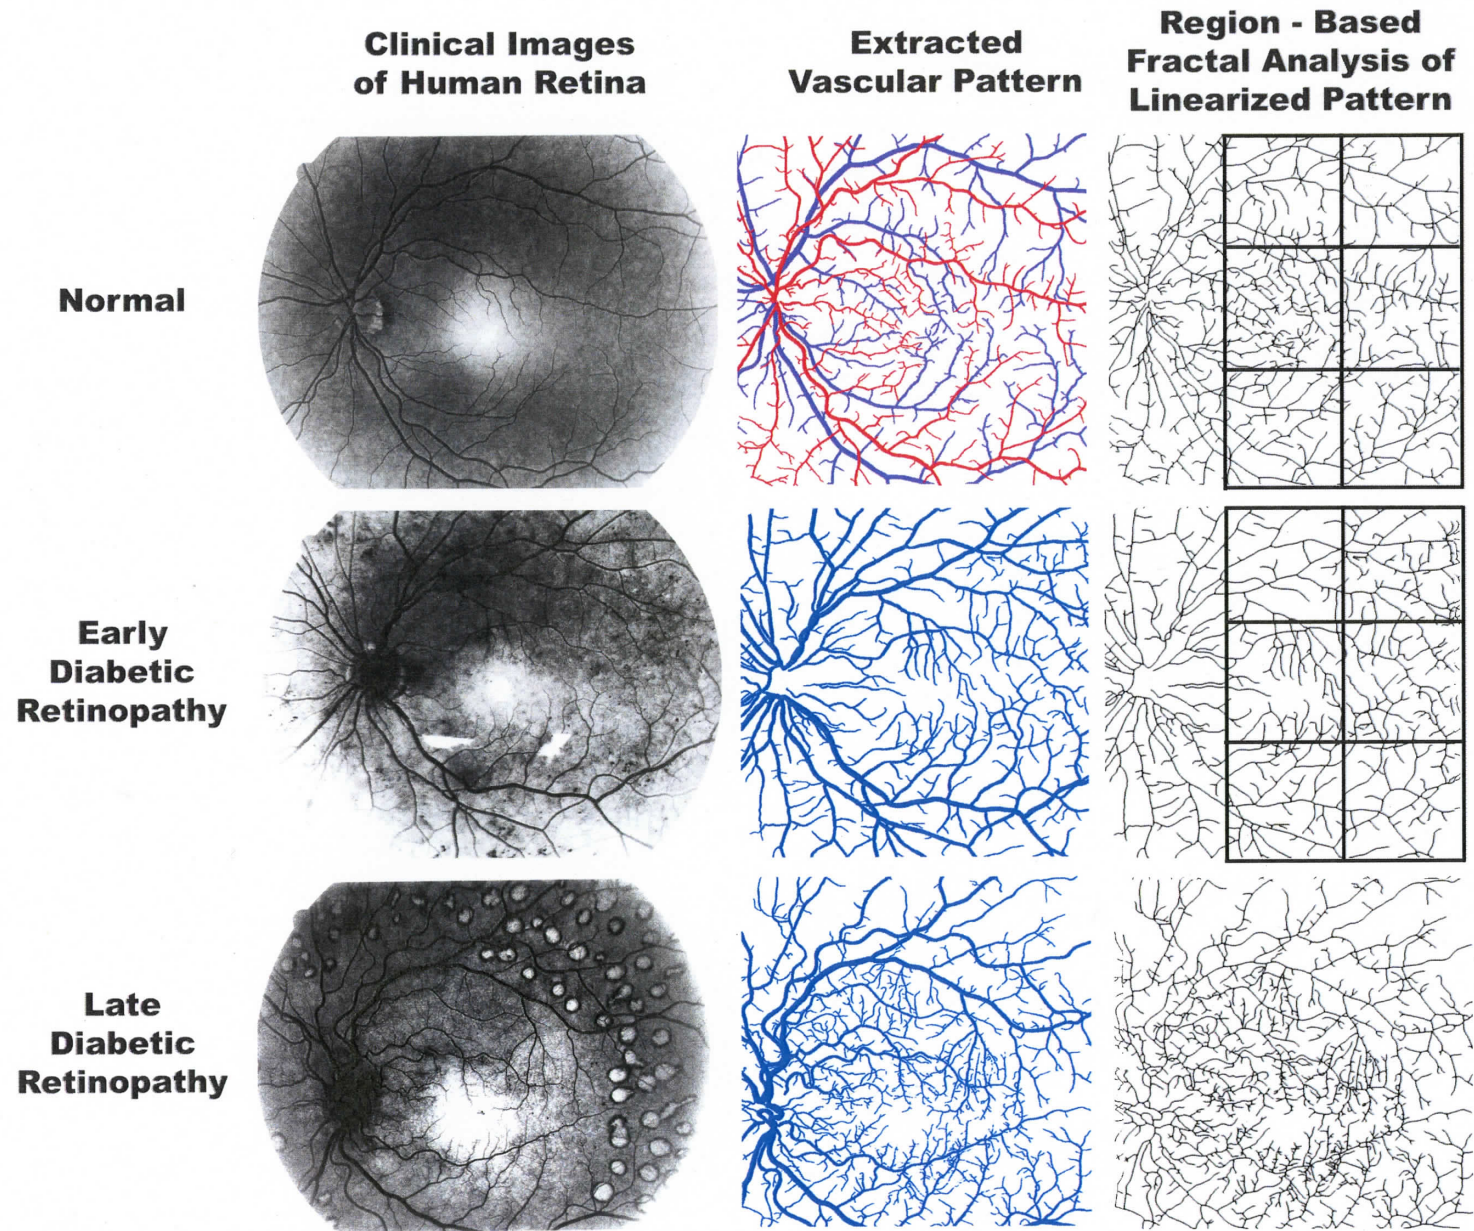 Clinical Images
of Human Retina
Extracted
Vascular Pattern
Region - Based
Fractal Analysis of
Linearized Pattern
Normal
Early
Diabetic
Retinopathy
Late
Diabetic
Retinopathy